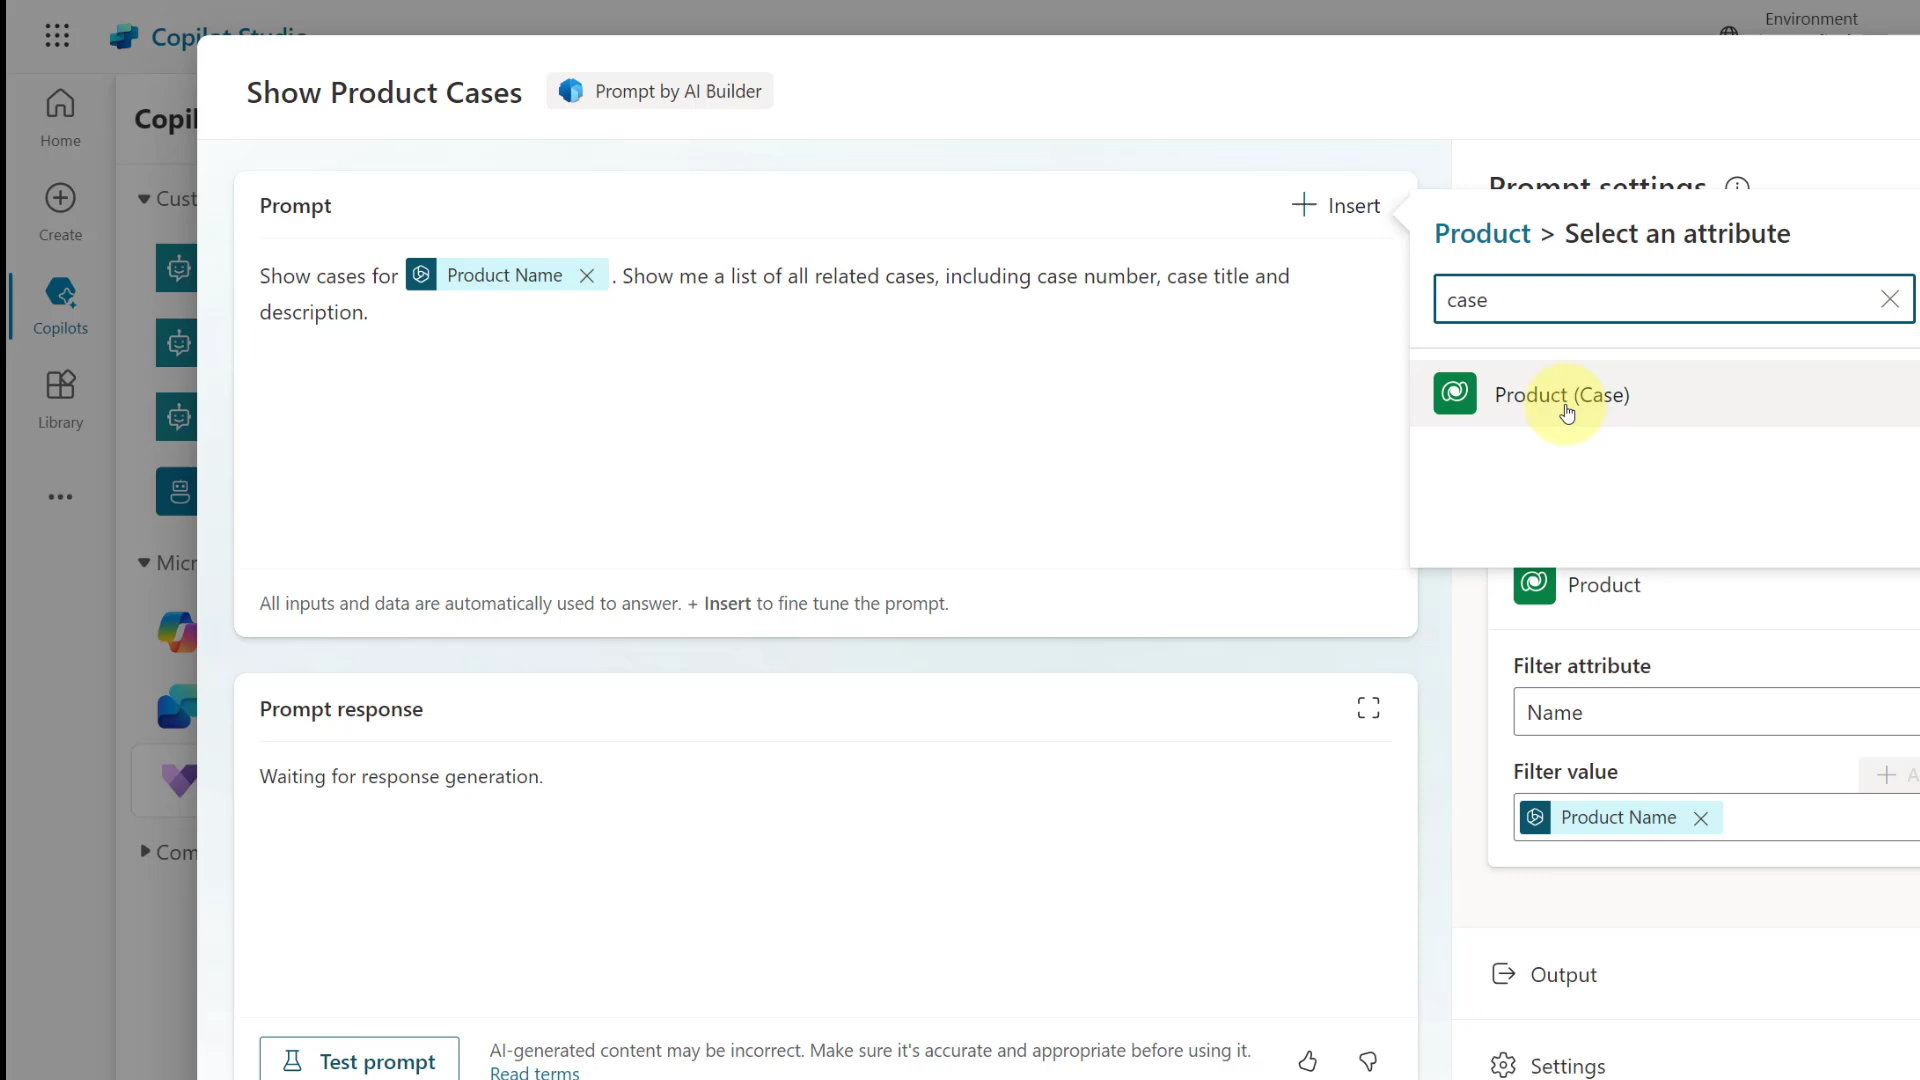 Environment
Copilot Studio
Home
Create
Copilots
Library
Copil
Cust
Micr
Com
Show Product Cases
Prompt by AI Builder
Prompt
Insert
Show cases for Product Name . Show me a list of all related cases, including case number, case title and
description.
All inputs and data are automatically used to answer. + Insert to fine tune the prompt.
Prompt response
Waiting for response generation.
Test prompt
AI-generated content may be incorrect. Make sure it's accurate and appropriate before using it.
Read terms
Prompt settings
Product > Select an attribute
case
Product (Case)
Product
Filter attribute
Name
Filter value
+ A
Product Name
Output
Settings